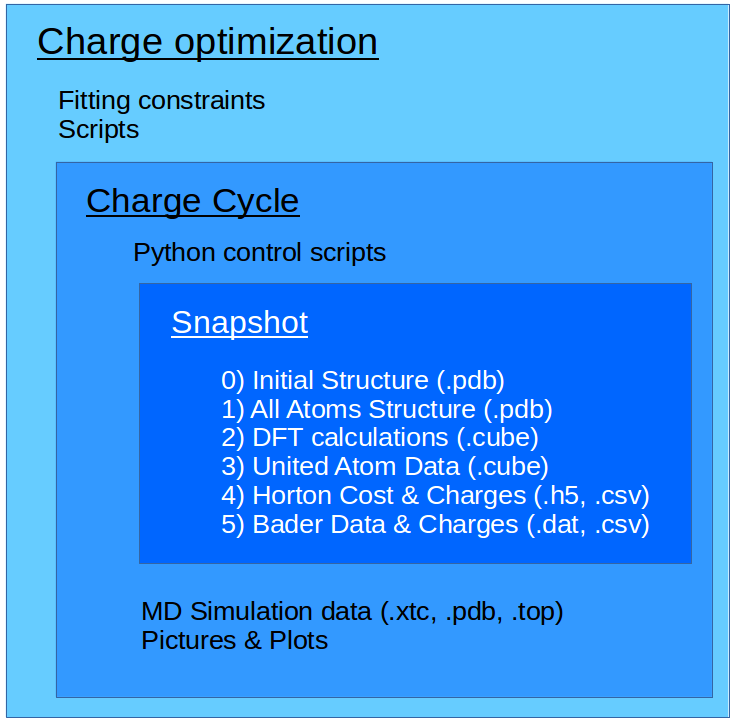 Charge optimization
Fitting constraints
Scripts
Charge Cycle
Python control scripts
Snapshot
0) Initial Structure (.pdb)
1) All Atoms Structure (.pdb)
2) DFT calculations (.cube)
3) United Atom Data (.cube)
4) Horton Cost & Charges (.h5, .csv)
5) Bader Data & Charges (.dat, .csv)
MD Simulation data (.xtc, .pdb, .top)
Pictures & Plots